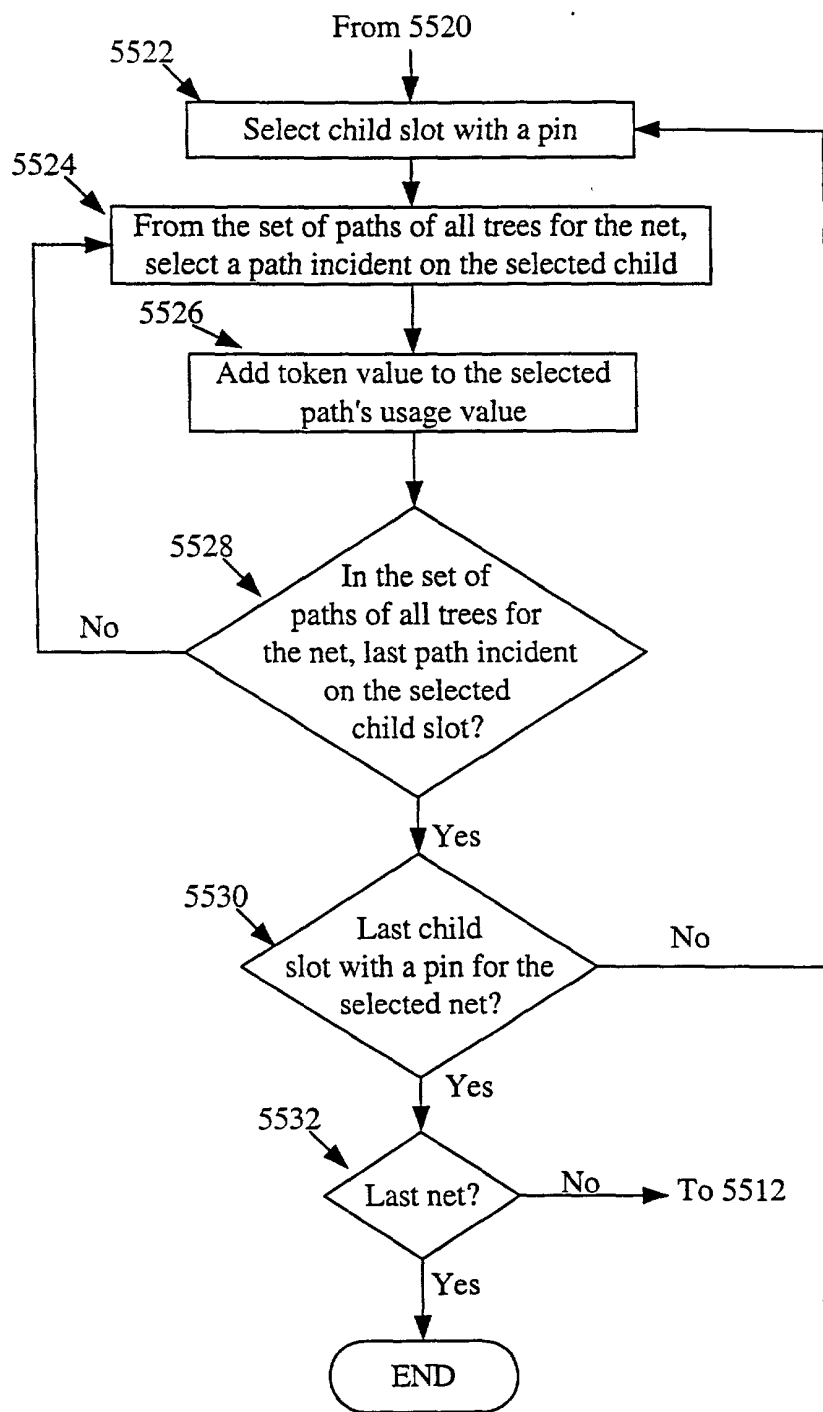 From 5520
5522
Select child slot with a pin
5524
From the set of paths of all trees for the net,
select a path incident on the selected child
5526
Add token value to the selected
path's usage value
5528
In the set of
paths of all trees for
the net, last path incident
on the selected
child slot?
No
Yes
5530
Last child
slot with a pin for the
selected net?
No
Yes
5532
Last net?
No
To 5512
Yes
END